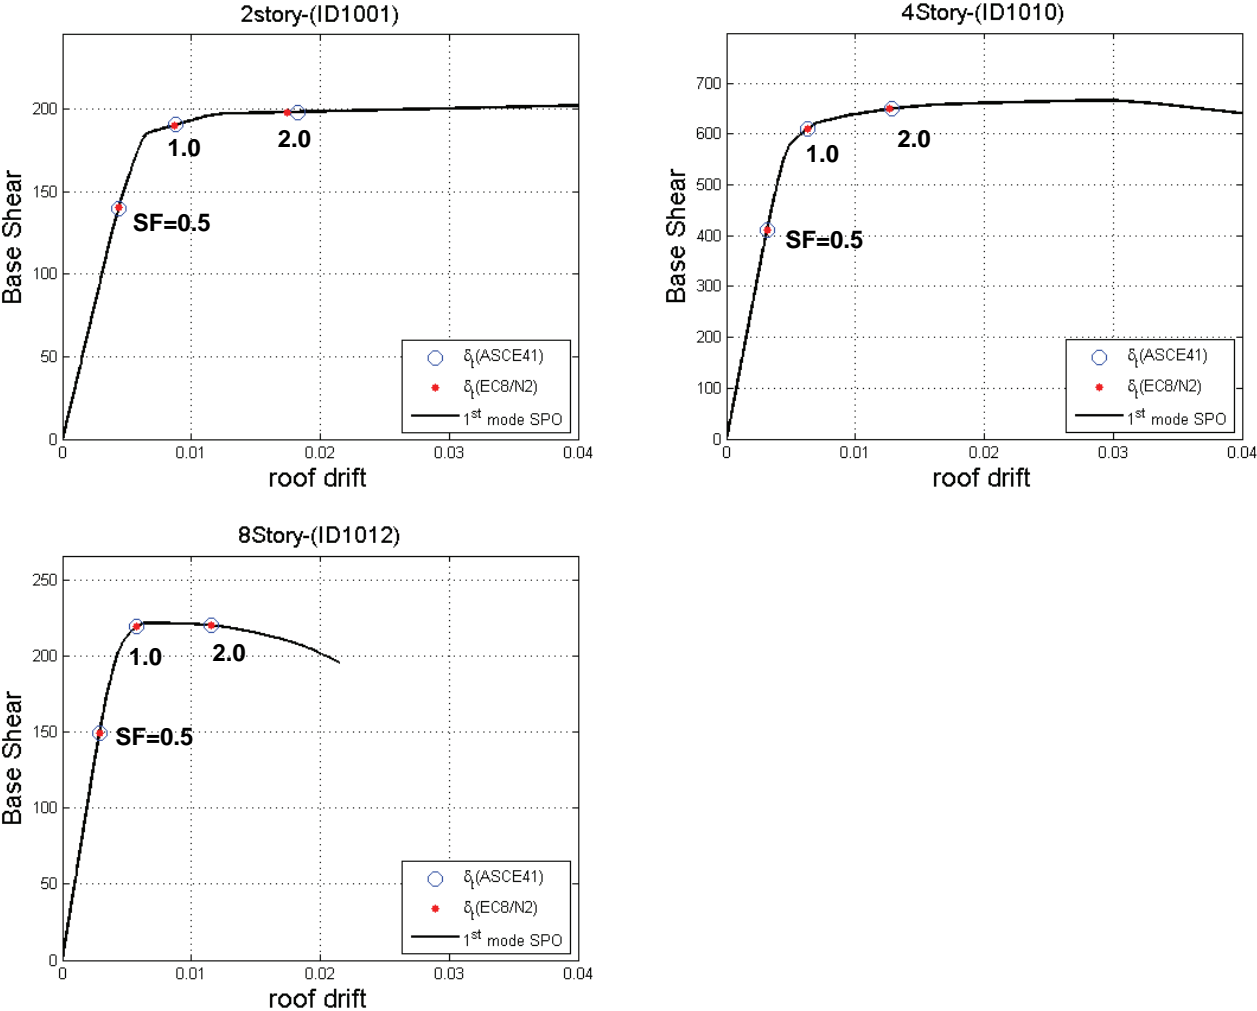 2story-(ID1001)
Base Shear
200
150
100
50
0
0 0.01 0.02 0.03 0.04
roof drift
SF=0.5
1.0
2.0
δt(ASCE41)
δt(EC8/N2)
1st mode SPO
4Story-(ID1010)
Base Shear
700
600
500
400
300
200
100
0
0 0.01 0.02 0.03 0.04
roof drift
SF=0.5
1.0
2.0
δt(ASCE41)
δt(EC8/N2)
1st mode SPO
8Story-(ID1012)
Base Shear
250
200
150
100
50
0
0 0.01 0.02 0.03 0.04
roof drift
SF=0.5
1.0
2.0
δt(ASCE41)
δt(EC8/N2)
1st mode SPO